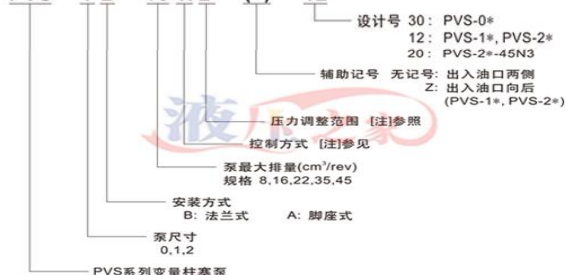 设计号 30: PVS-0*
12: PVS-1*, PVS-2*
20: PVS-2*-45N3
辅助记号 无记号: 出入油口两侧
Z: 出入油口向后
(PVS-1*, PVS-2*)
压力调整范围 [注]参照
控制方式 [注]参见
泵最大排量(cm³/rev)
规格 8,16,22,35,45
安装方式
B: 法兰式 A: 脚座式
泵尺寸
0,1,2
PVS系列变量柱塞泵
液压之家